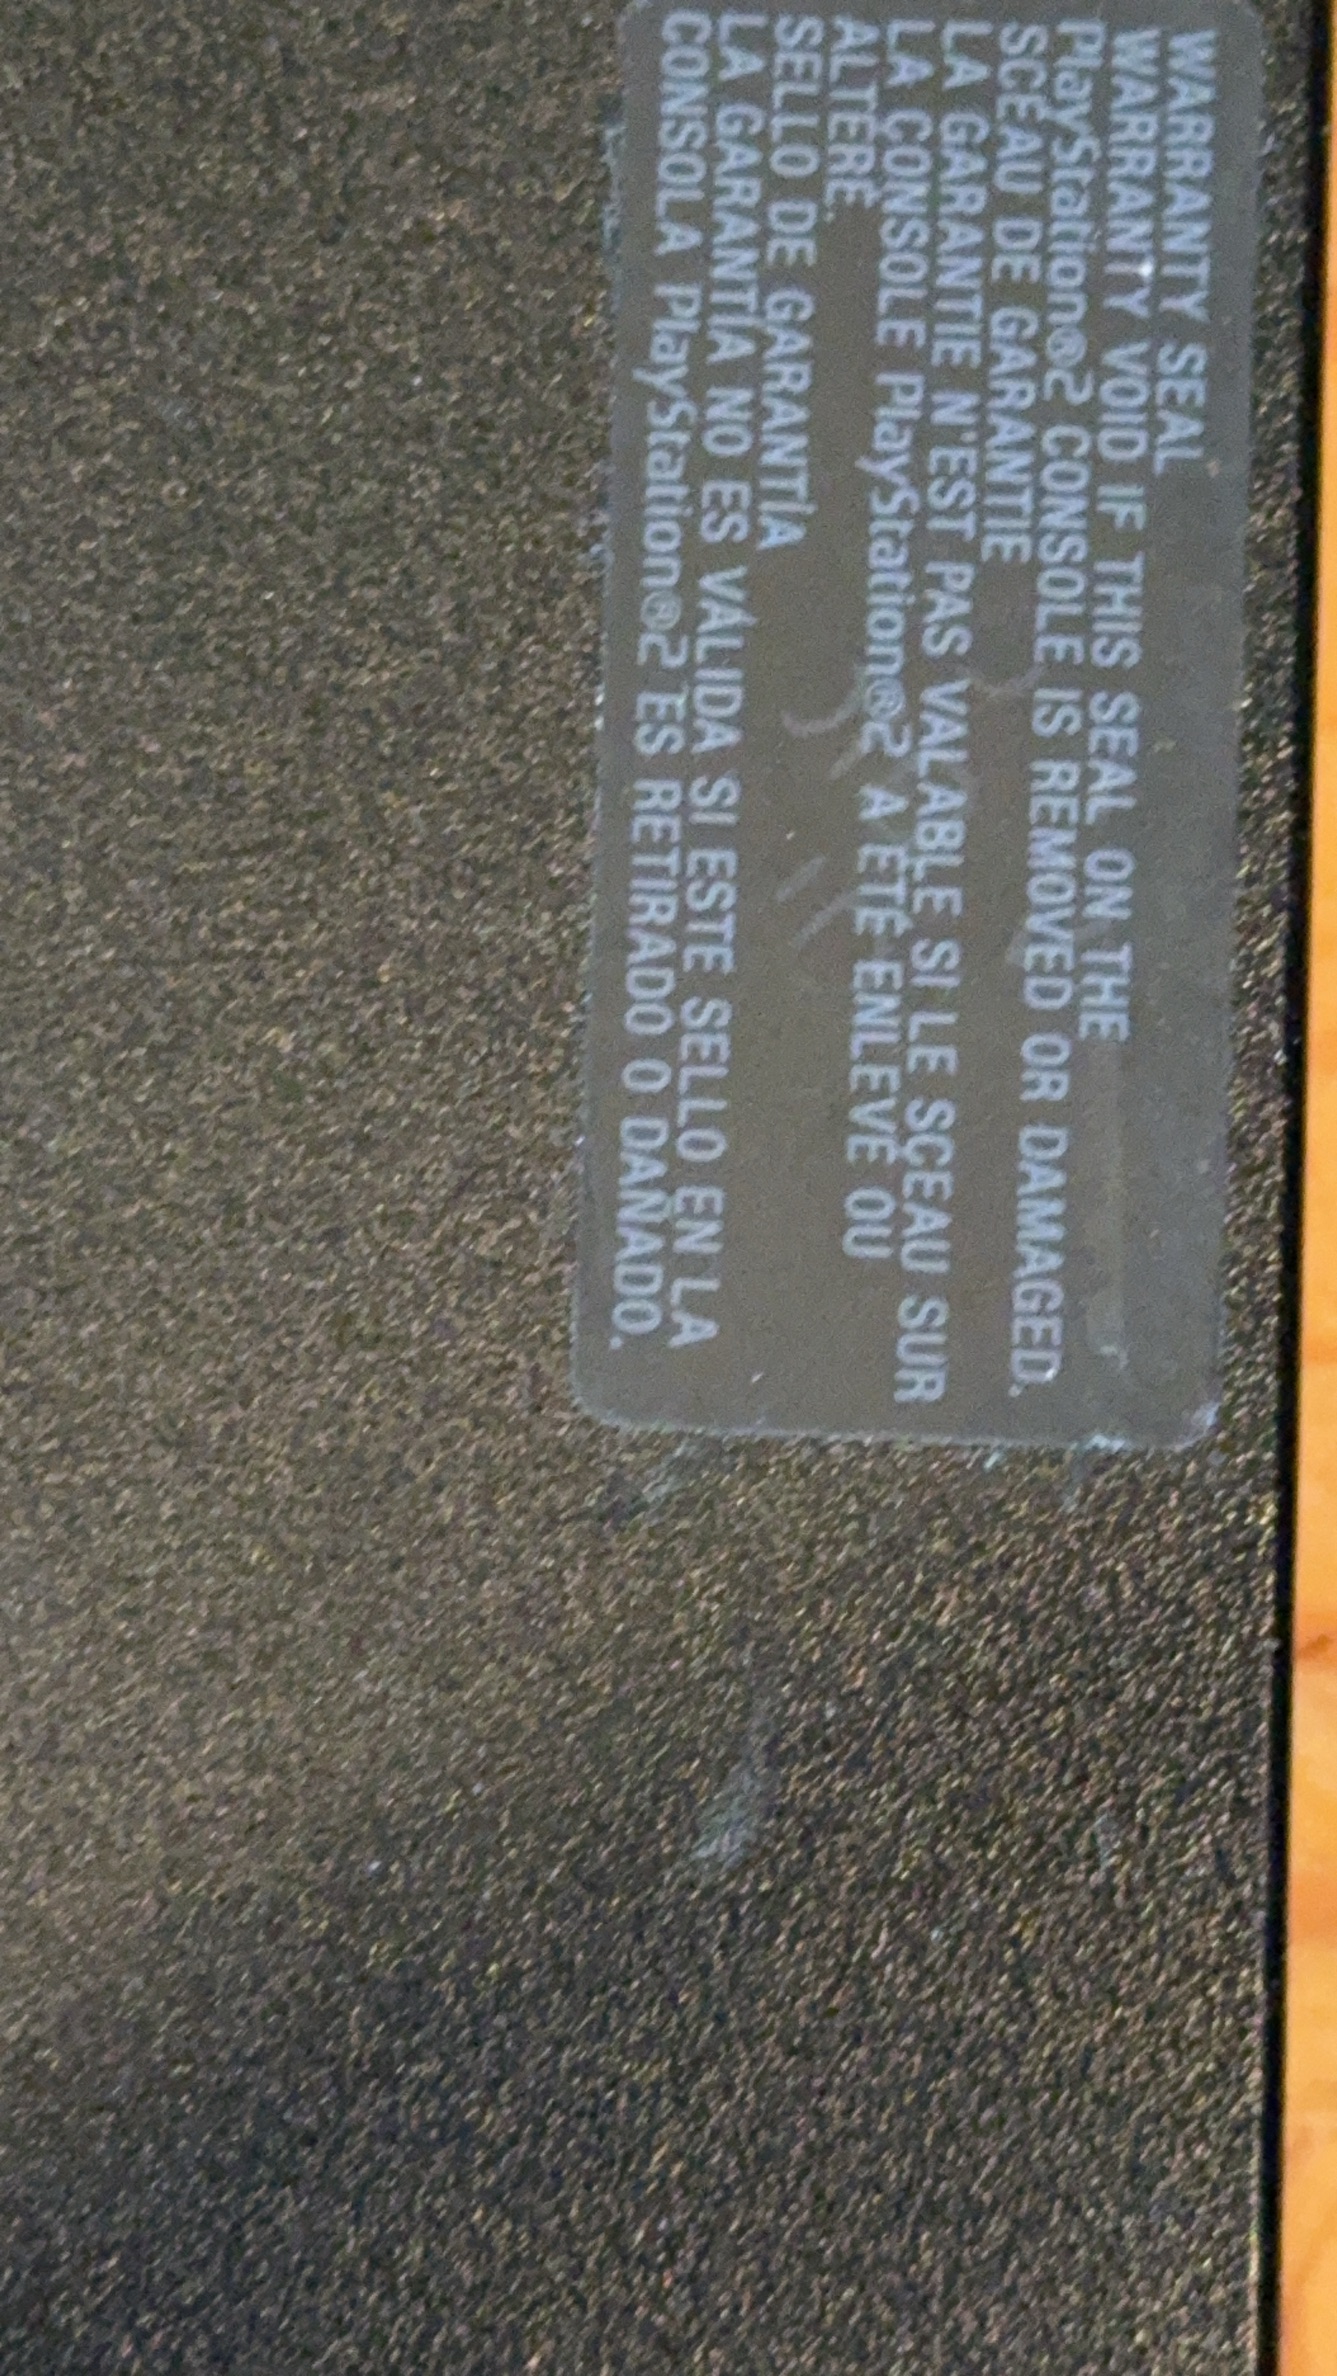 WARRANTY SEAL
WARRANTY VOID IF THIS SEAL ON THE
PlayStation®2 CONSOLE IS REMOVED OR DAMAGED.
SCEAU DE GARANTIE
LA GARANTIE N'EST PAS VALABLE SI LE SCEAU SUR
LA CONSOLE PlayStation®2 A ÉTÉ ENLEVÉ OU
ALTÉRÉ.
SELLO DE GARANTÍA
LA GARANTÍA NO ES VÁLIDA SI ESTE SELLO EN LA
CONSOLA PlayStation®2 ES RETIRADO O DAÑADO.